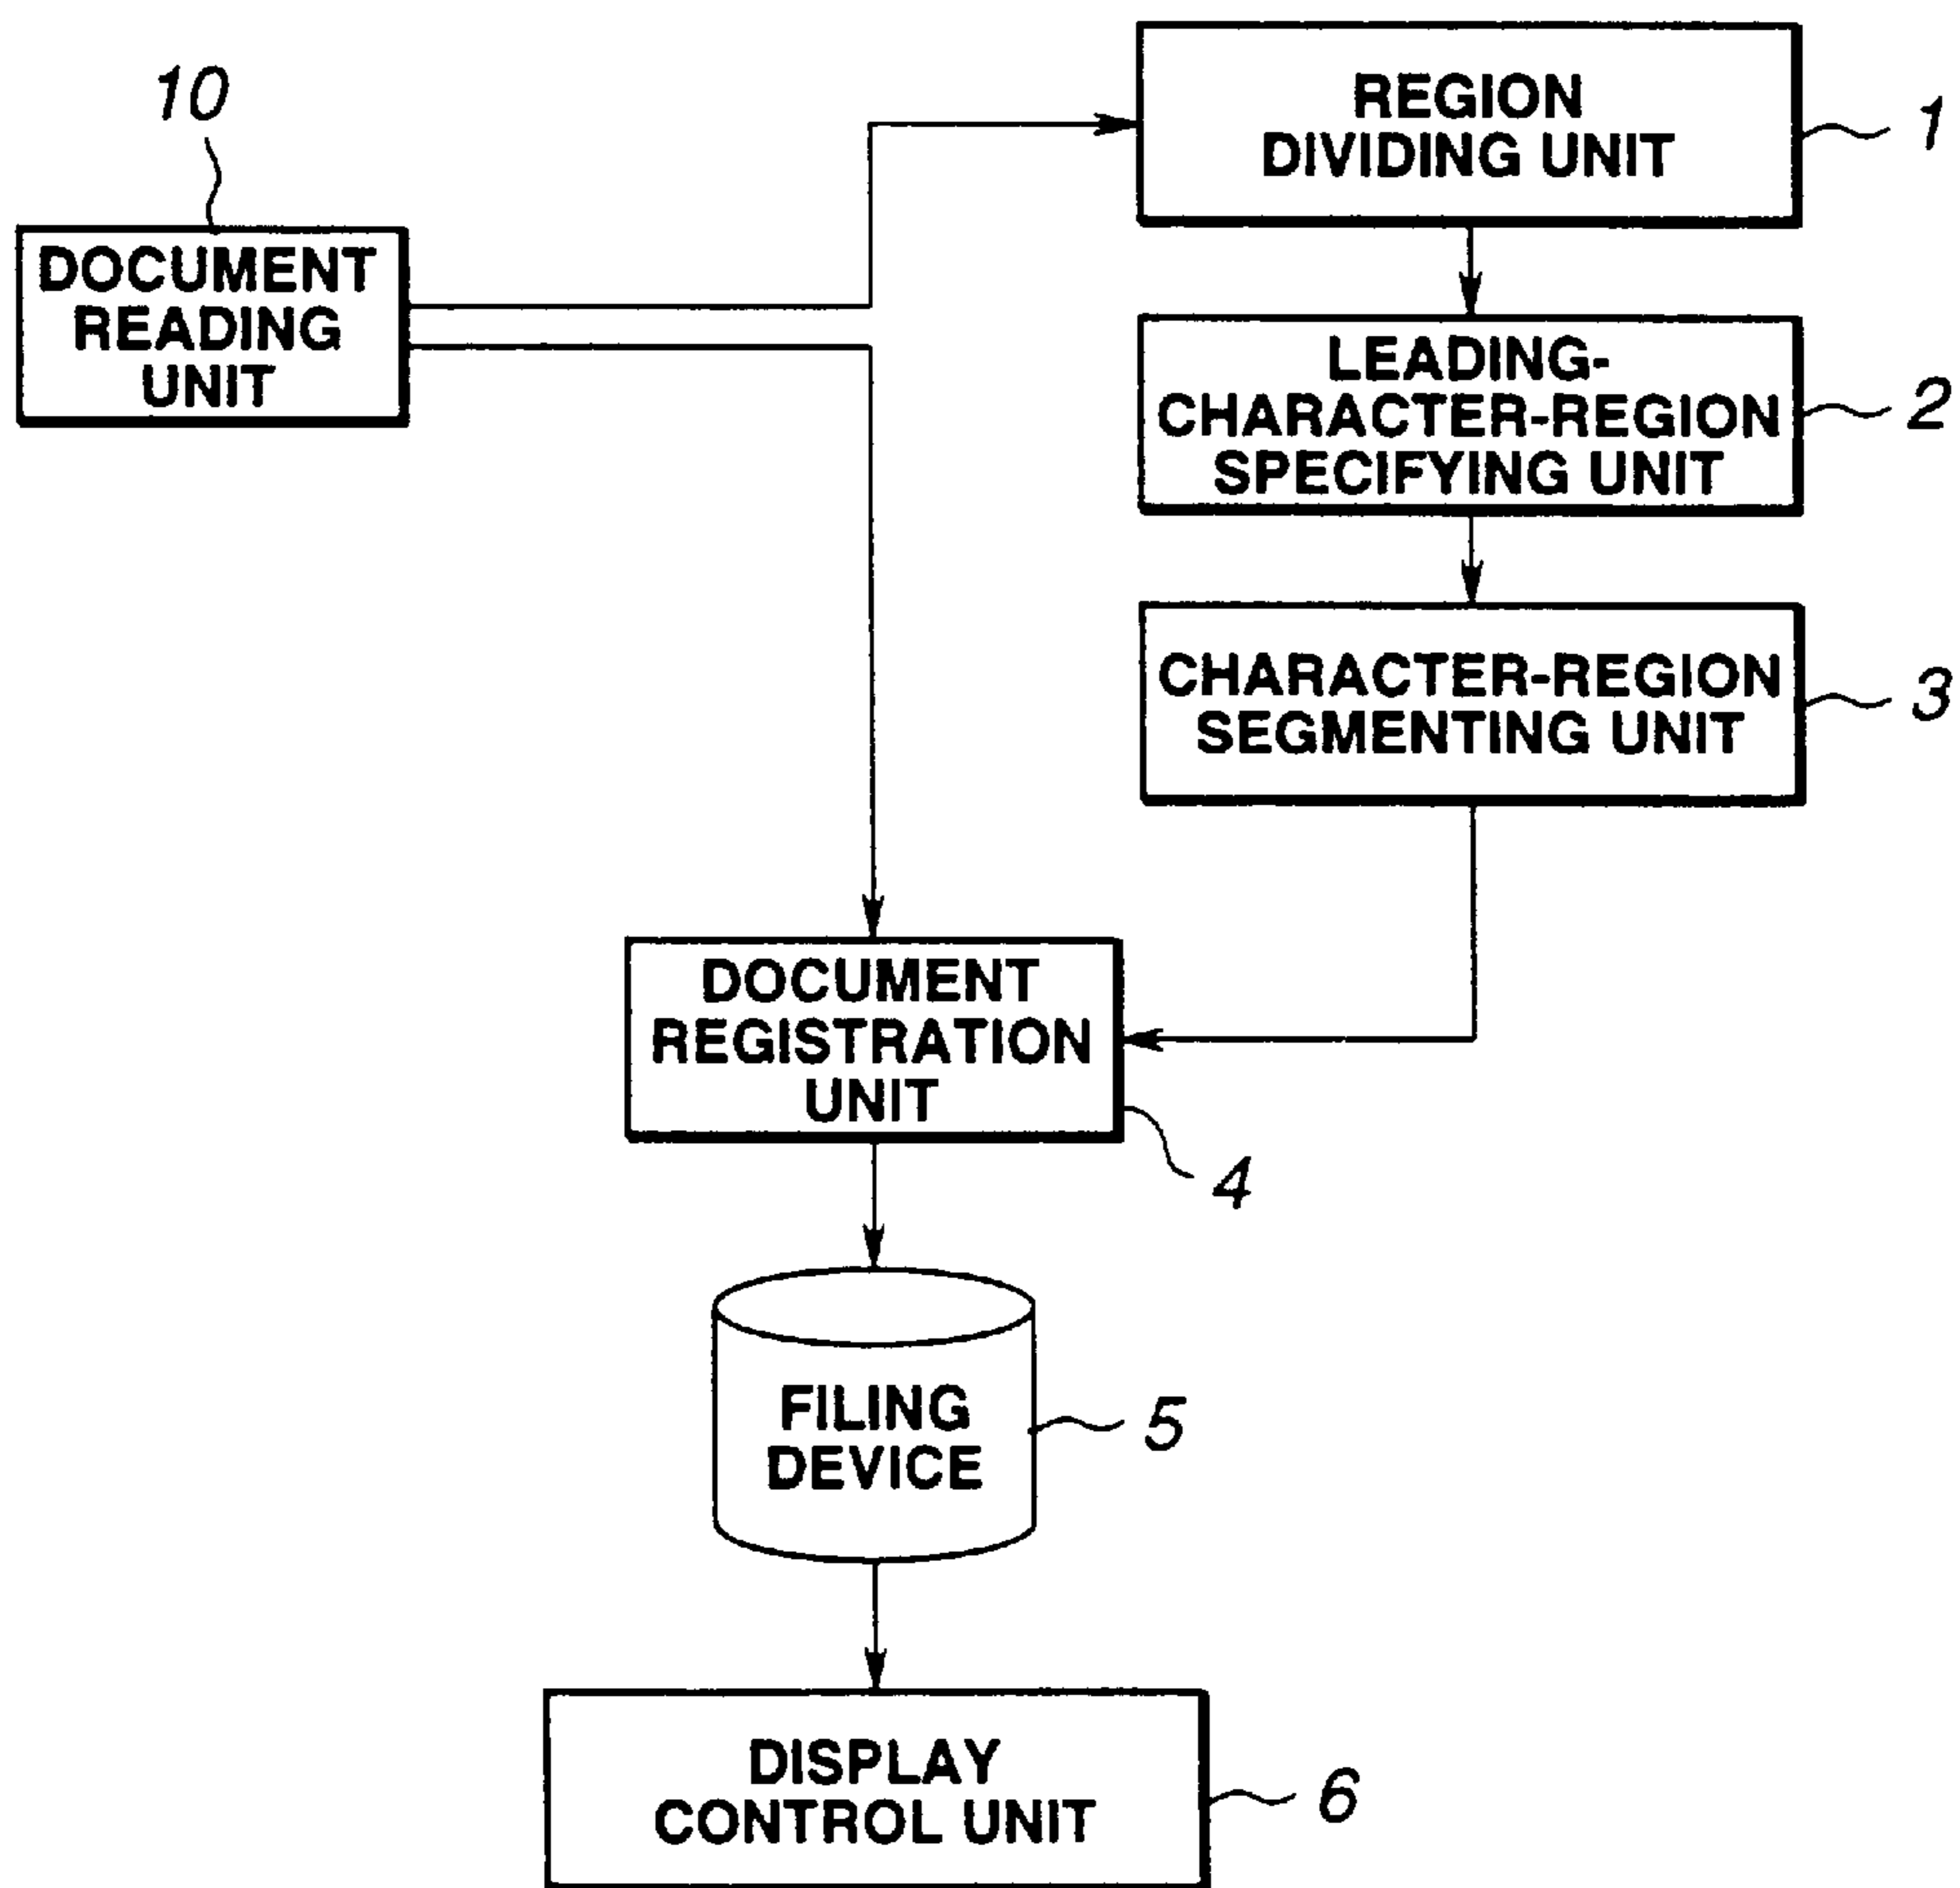 10
DOCUMENT
READING
UNIT
REGION
DIVIDING UNIT
1
LEADING-
CHARACTER-REGION
SPECIFYING UNIT
2
CHARACTER-REGION
SEGMENTING UNIT
3
DOCUMENT
REGISTRATION
UNIT
4
FILING
DEVICE
5
DISPLAY
CONTROL UNIT
6